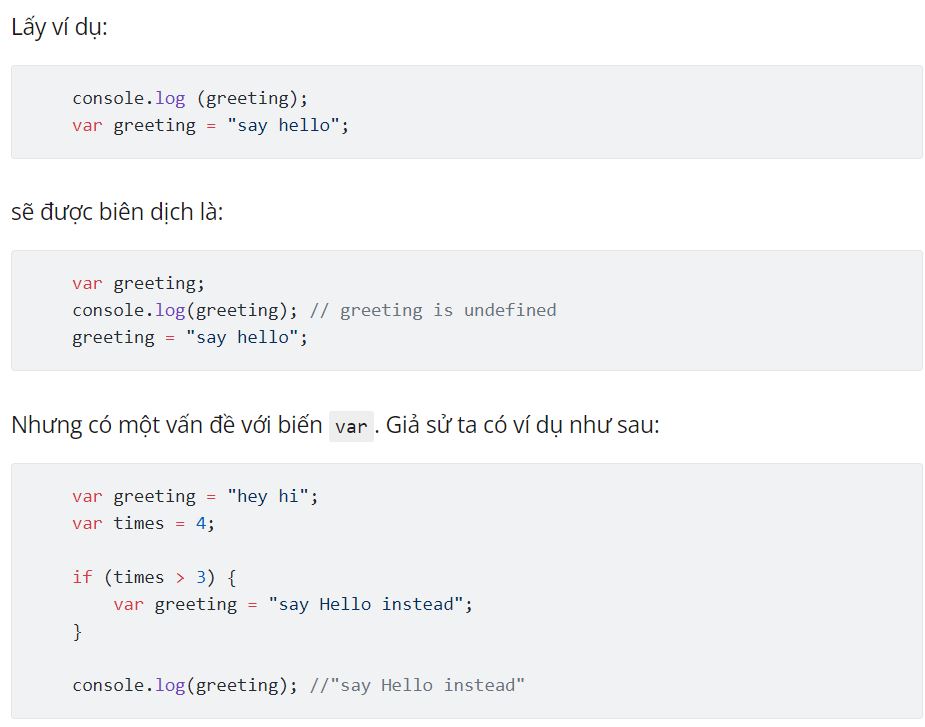 Lấy ví dụ:
console.log (greeting);
var greeting = "say hello";
sẽ được biên dịch là:
var greeting;
console.log(greeting); // greeting is undefined
greeting = "say hello";
Nhưng có một vấn đề với biến var. Giả sử ta có ví dụ như sau:
var greeting = "hey hi";
var times = 4;
if (times > 3) {
    var greeting = "say Hello instead";
}
console.log(greeting); //"say Hello instead"